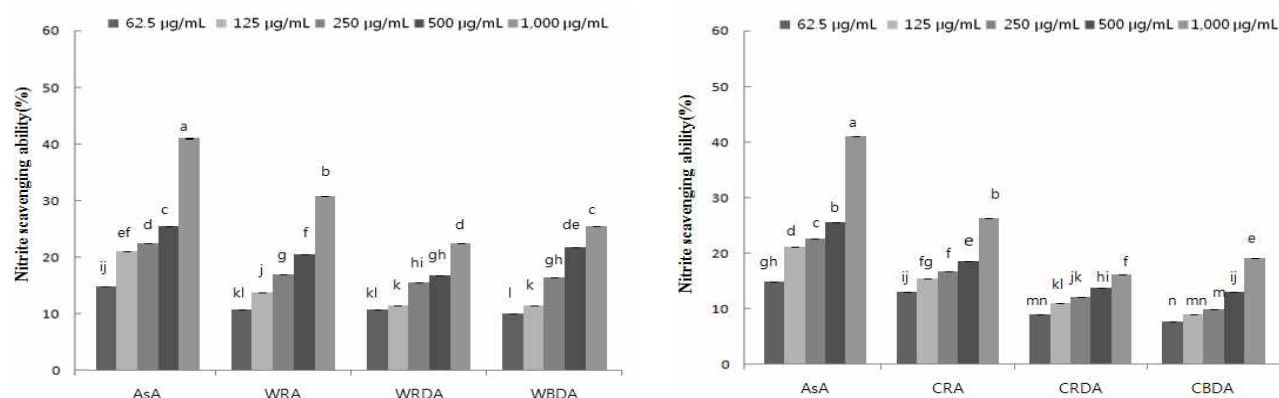 62.5 µg/mL 125 µg/mL 250 µg/mL 500 µg/mL 1,000 µg/mL
Nitrite scavenging ability(%)
60
50
40
30
20
10
0
ij ef d c a
kl j g f b
kl k hi gh d
l k gh de c
AsA WRA WRDA WBDA
62.5 µg/mL 125 µg/mL 250 µg/mL 500 µg/mL 1,000 µg/mL
Nitrite scavenging ability(%)
60
50
40
30
20
10
0
gh d c b a
ij fg f e b
mn kl jk hi f
n mn m ij e
AsA CRA CRDA CBDA